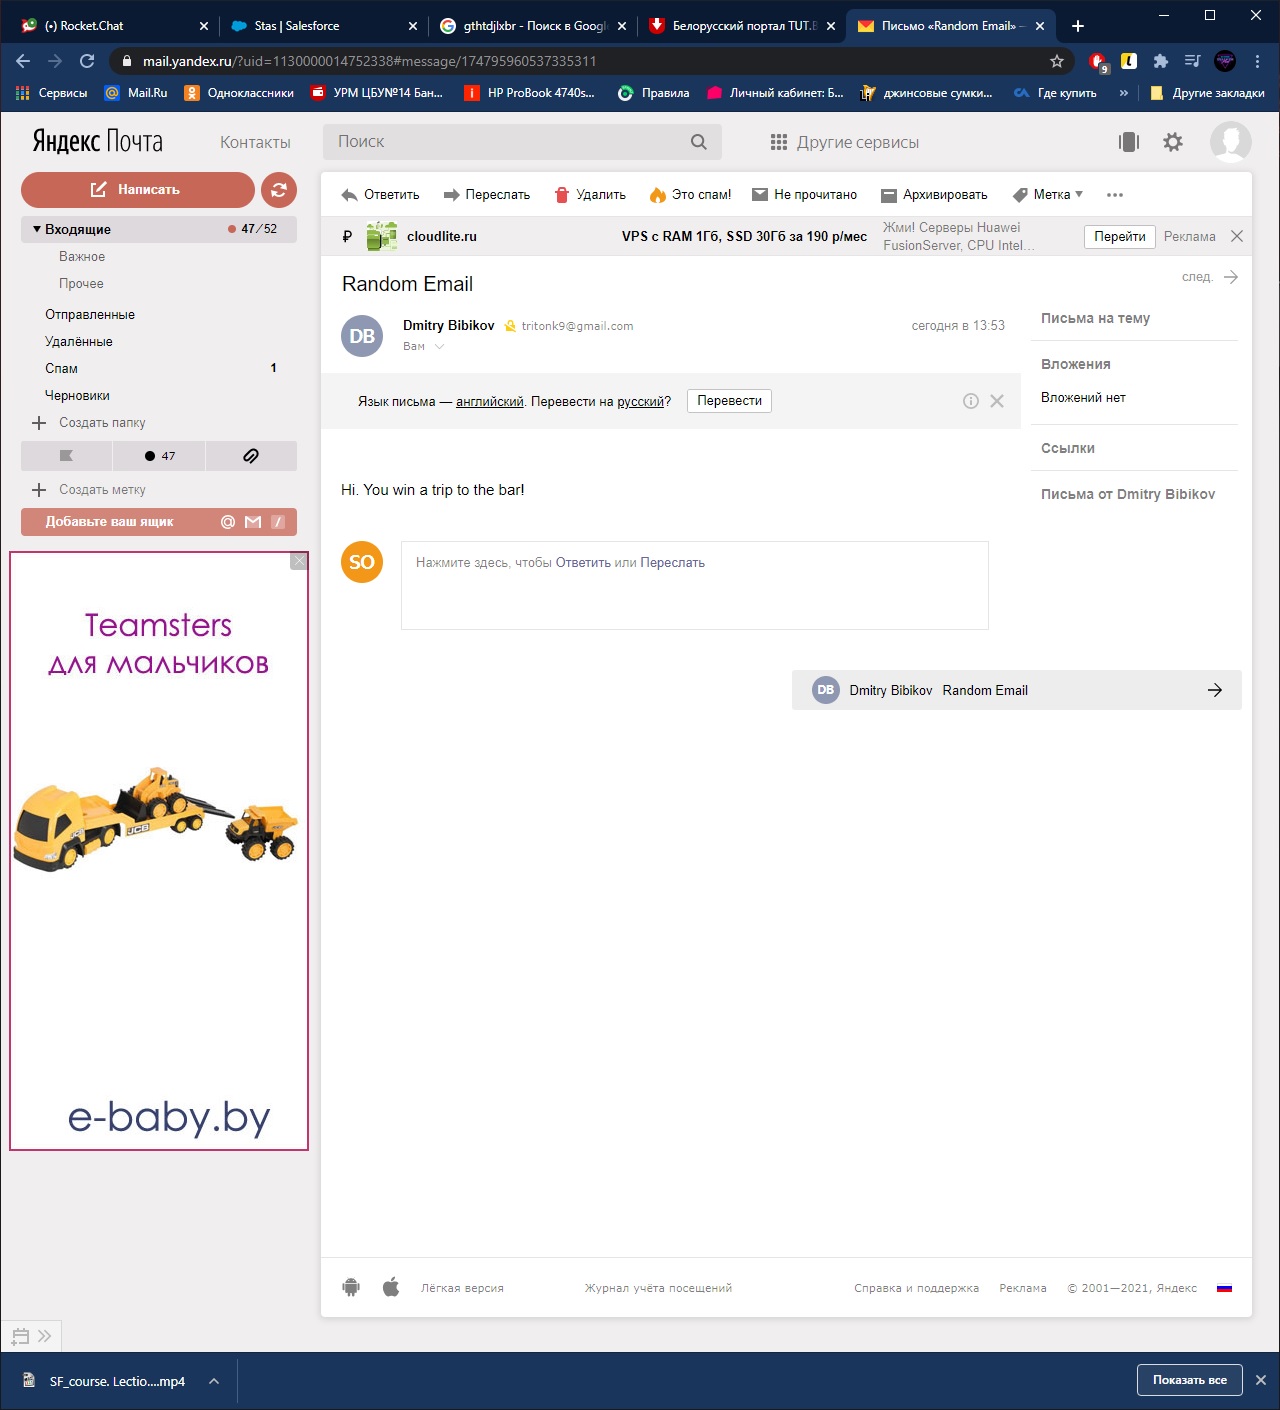 (•) Rocket.Chat
Stas | Salesforce
gthtdjlxbr - Поиск в Googl
Белорусский портал TUT.B
Письмо «Random Email» —
mail.yandex.ru/?uid=1130000014752338#message/174795960537335311
9
Сервисы
Mail.Ru
Одноклассники
УРМ ЦБУ№14 Бан...
HP ProBook 4740s...
Правила
Личный кабинет: Б...
джинсовые сумки...
Где купить
»
Другие закладки
Яндекс Почта
Контакты
Поиск
Другие сервисы
Написать
Ответить
Переслать
Удалить
Это спам!
Не прочитано
Архивировать
Метка
Входящие
47/52
Важное
Прочее
Отправленные
Удалённые
Спам
1
Черновики
Создать папку
47
Создать метку
Добавьте ваш ящик
₽
cloudlite.ru
VPS с RAM 1Гб, SSD 30Гб за 190 р/мес
Жми! Серверы Huawei
FusionServer, CPU Intel…
Перейти
Реклама
Random Email
след.
DB
Dmitry Bibikov
tritonk9@gmail.com
сегодня в 13:53
Вам
Язык письма — английский. Перевести на русский?
Перевести
Hi. You win a trip to the bar!
SO
Нажмите здесь, чтобы Ответить или Переслать
DB Dmitry Bibikov Random Email
Письма на тему
Вложения
Вложений нет
Ссылки
Письма от Dmitry Bibikov
Teamsters
для мальчиков
JCB
JCB
e-baby.by
Лёгкая версия
Журнал учёта посещений
Справка и поддержка
Реклама
© 2001—2021, Яндекс
SF_course. Lectio....mp4
Показать все